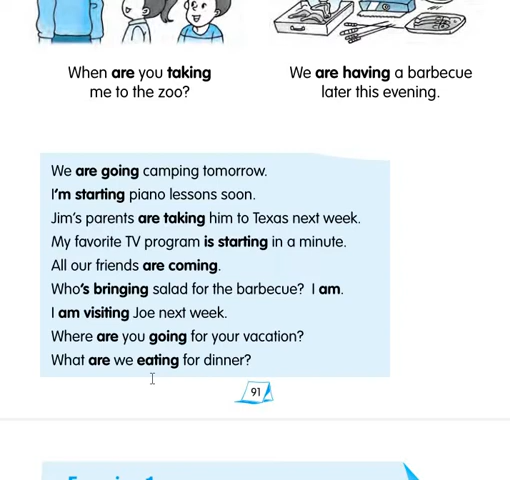 When are you taking
me to the zoo?
We are having a barbecue
later this evening.
We are going camping tomorrow.
I'm starting piano lessons soon.
Jim's parents are taking him to Texas next week.
My favorite TV program is starting in a minute.
All our friends are coming.
Who's bringing salad for the barbecue? I am.
I am visiting Joe next week.
Where are you going for your vacation?
What are we eating for dinner?
91